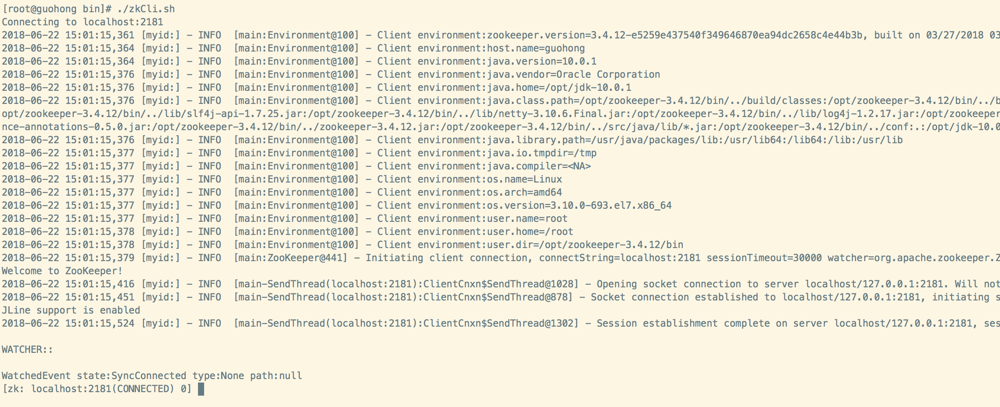 [root@guohong bin]# ./zkCli.sh
Connecting to localhost:2181
2018-06-22 15:01:15,361 [myid:] - INFO  [main:Environment@100] - Client environment:zookeeper.version=3.4.12-e5259e437540f349646870ea94dc2658c4e44b3b, built on 03/27/2018 03
2018-06-22 15:01:15,364 [myid:] - INFO  [main:Environment@100] - Client environment:host.name=guohong
2018-06-22 15:01:15,364 [myid:] - INFO  [main:Environment@100] - Client environment:java.version=10.0.1
2018-06-22 15:01:15,376 [myid:] - INFO  [main:Environment@100] - Client environment:java.vendor=Oracle Corporation
2018-06-22 15:01:15,376 [myid:] - INFO  [main:Environment@100] - Client environment:java.home=/opt/jdk-10.0.1
2018-06-22 15:01:15,376 [myid:] - INFO  [main:Environment@100] - Client environment:java.class.path=/opt/zookeeper-3.4.12/bin/../build/classes:/opt/zookeeper-3.4.12/bin/../b
opt/zookeeper-3.4.12/bin/../lib/slf4j-api-1.7.25.jar:/opt/zookeeper-3.4.12/bin/../lib/netty-3.10.6.Final.jar:/opt/zookeeper-3.4.12/bin/../lib/log4j-1.2.17.jar:/opt/zookeeper
nce-annotations-0.5.0.jar:/opt/zookeeper-3.4.12/bin/../zookeeper-3.4.12.jar:/opt/zookeeper-3.4.12/bin/../src/java/lib/*.jar:/opt/zookeeper-3.4.12/bin/../conf:.:/opt/jdk-10.0
2018-06-22 15:01:15,376 [myid:] - INFO  [main:Environment@100] - Client environment:java.library.path=/usr/java/packages/lib:/usr/lib64:/lib64:/lib:/usr/lib
2018-06-22 15:01:15,377 [myid:] - INFO  [main:Environment@100] - Client environment:java.io.tmpdir=/tmp
2018-06-22 15:01:15,377 [myid:] - INFO  [main:Environment@100] - Client environment:java.compiler=<NA>
2018-06-22 15:01:15,377 [myid:] - INFO  [main:Environment@100] - Client environment:os.name=Linux
2018-06-22 15:01:15,377 [myid:] - INFO  [main:Environment@100] - Client environment:os.arch=amd64
2018-06-22 15:01:15,377 [myid:] - INFO  [main:Environment@100] - Client environment:os.version=3.10.0-693.el7.x86_64
2018-06-22 15:01:15,377 [myid:] - INFO  [main:Environment@100] - Client environment:user.name=root
2018-06-22 15:01:15,378 [myid:] - INFO  [main:Environment@100] - Client environment:user.home=/root
2018-06-22 15:01:15,378 [myid:] - INFO  [main:Environment@100] - Client environment:user.dir=/opt/zookeeper-3.4.12/bin
2018-06-22 15:01:15,379 [myid:] - INFO  [main:ZooKeeper@441] - Initiating client connection, connectString=localhost:2181 sessionTimeout=30000 watcher=org.apache.zookeeper.Z
Welcome to ZooKeeper!
2018-06-22 15:01:15,416 [myid:] - INFO  [main-SendThread(localhost:2181):ClientCnxn$SendThread@1028] - Opening socket connection to server localhost/127.0.0.1:2181. Will not
2018-06-22 15:01:15,451 [myid:] - INFO  [main-SendThread(localhost:2181):ClientCnxn$SendThread@878] - Socket connection established to localhost/127.0.0.1:2181, initiating s
JLine support is enabled
2018-06-22 15:01:15,524 [myid:] - INFO  [main-SendThread(localhost:2181):ClientCnxn$SendThread@1302] - Session establishment complete on server localhost/127.0.0.1:2181, ses
WATCHER::
WatchedEvent state:SyncConnected type:None path:null
[zk: localhost:2181(CONNECTED) 0]